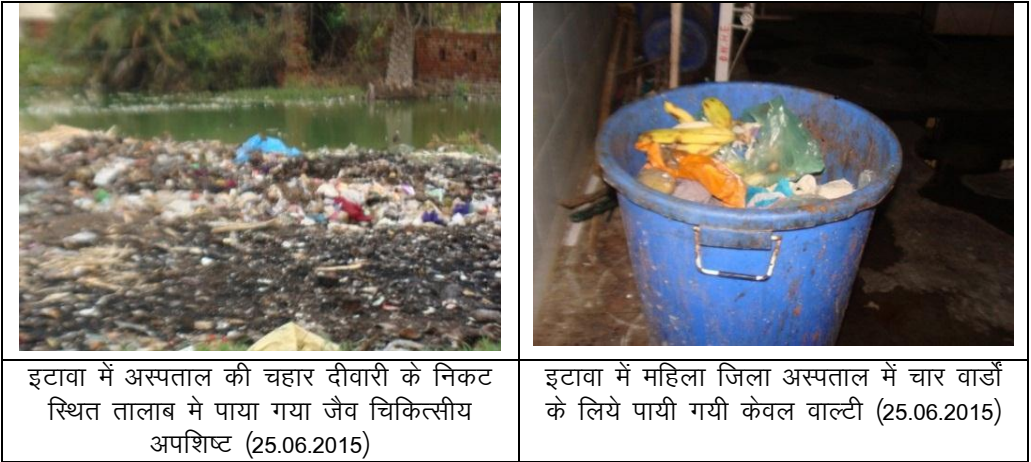 इटावा में अस्पताल की चहार दीवारी के निकट
स्थित तालाब मे पाया गया जैव चिकित्सीय
अपशिष्ट (25.06.2015)
इटावा में महिला जिला अस्पताल में चार वार्डों
के लिये पायी गयी केवल वाल्टी (25.06.2015)